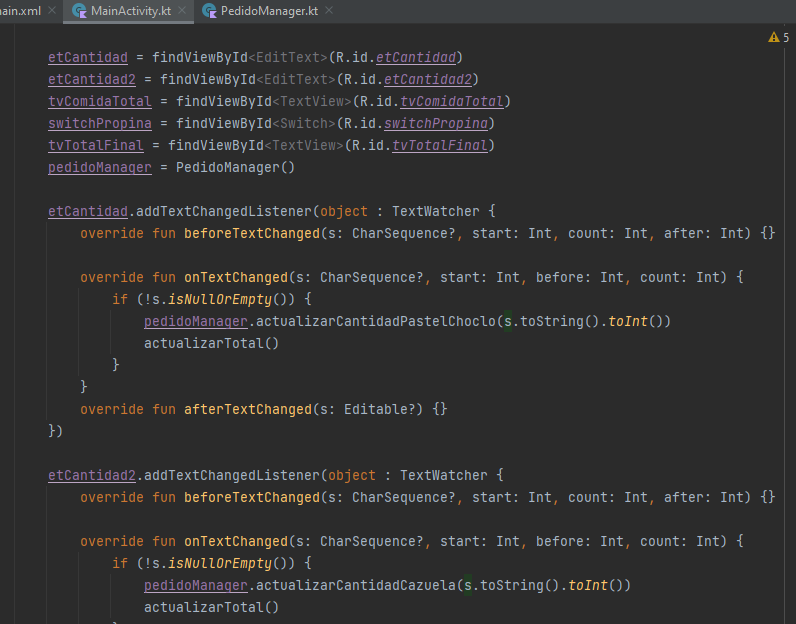 ain.xml MainActivity.kt PedidoManager.kt
5
etCantidad = findViewById<EditText>(R.id.etCantidad)
etCantidad2 = findViewById<EditText>(R.id.etCantidad2)
tvComidaTotal = findViewById<TextView>(R.id.tvComidaTotal)
switchPropina = findViewById<Switch>(R.id.switchPropina)
tvTotalFinal = findViewById<TextView>(R.id.tvTotalFinal)
pedidoManager = PedidoManager()
etCantidad.addTextChangedListener(object : TextWatcher {
override fun beforeTextChanged(s: CharSequence?, start: Int, count: Int, after: Int) {}
override fun onTextChanged(s: CharSequence?, start: Int, before: Int, count: Int) {
if (!s.isNullOrEmpty()) {
pedidoManager.actualizarCantidadPastelChoclo(s.toString().toInt())
actualizarTotal()
}
}
override fun afterTextChanged(s: Editable?) {}
})
etCantidad2.addTextChangedListener(object : TextWatcher {
override fun beforeTextChanged(s: CharSequence?, start: Int, count: Int, after: Int) {}
override fun onTextChanged(s: CharSequence?, start: Int, before: Int, count: Int) {
if (!s.isNullOrEmpty()) {
pedidoManager.actualizarCantidadCazuela(s.toString().toInt())
actualizarTotal()